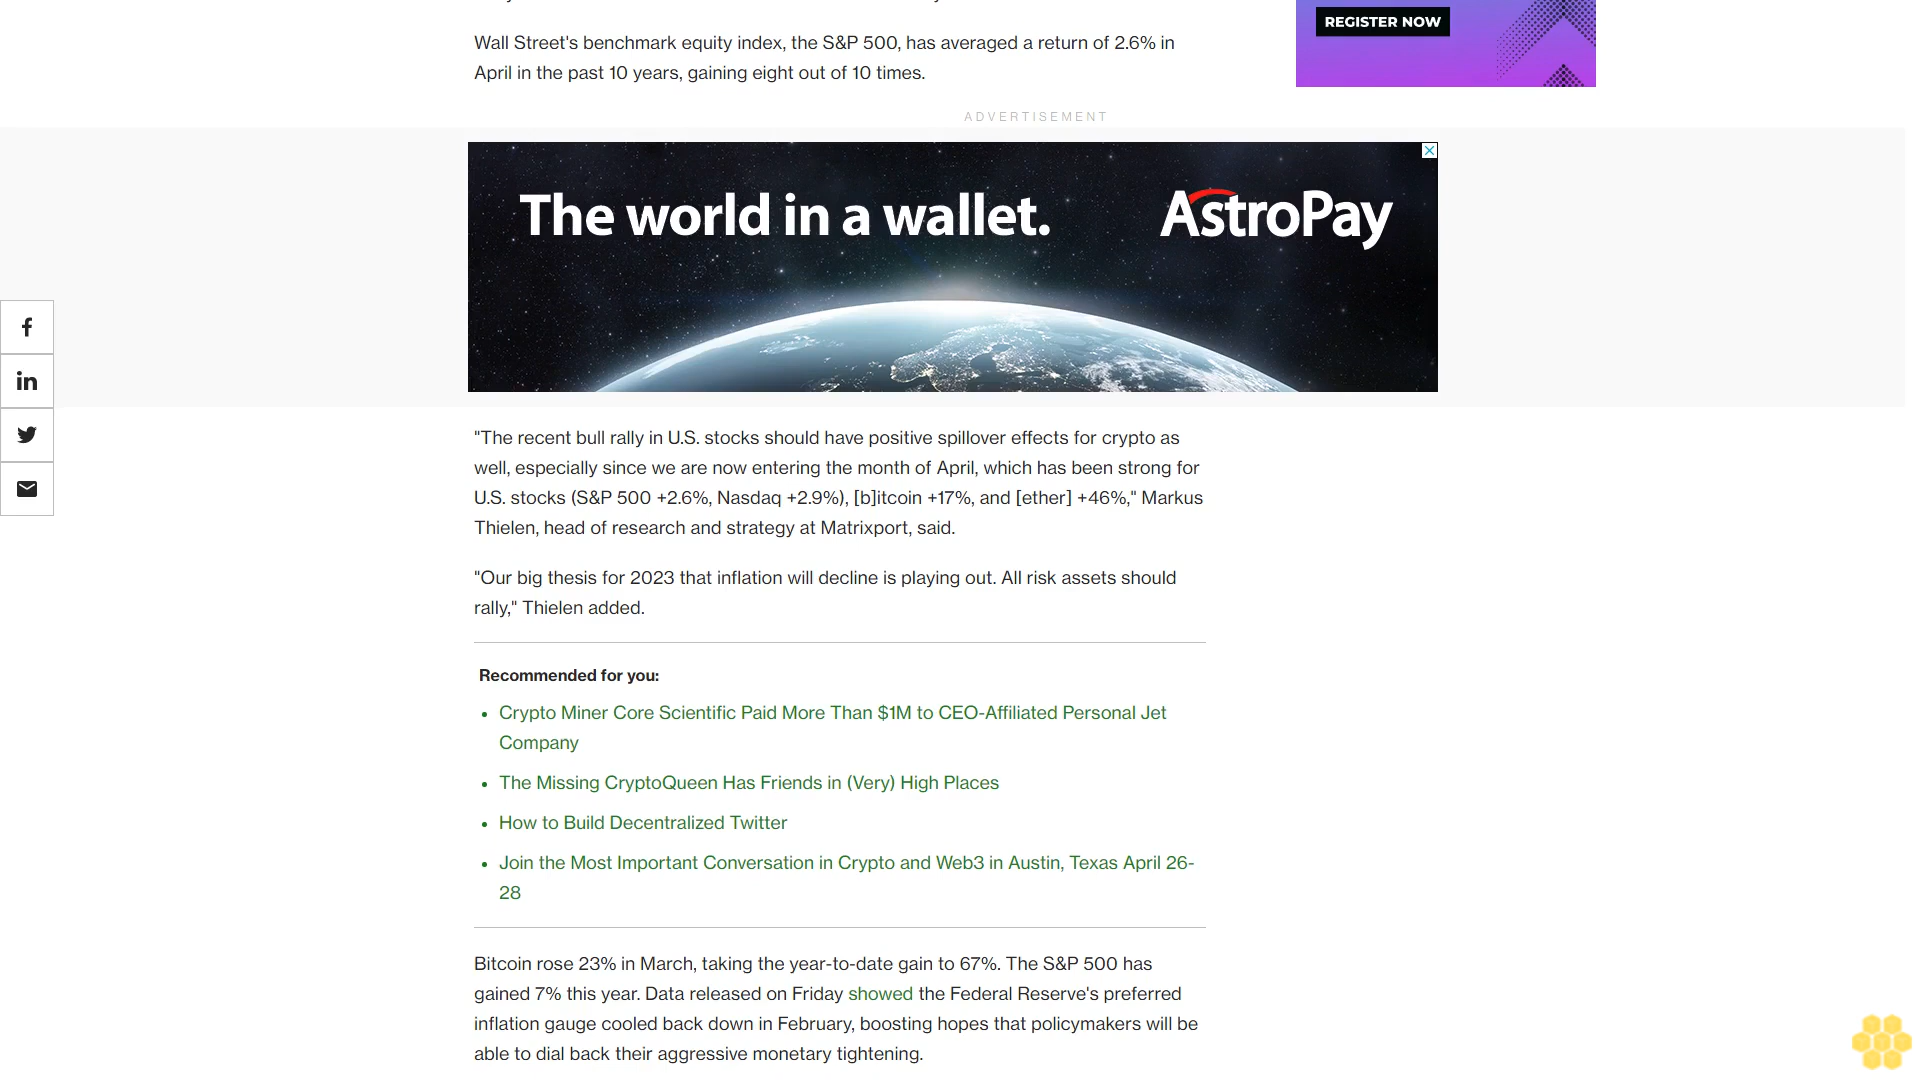 REGISTER NOW
Wall Street's benchmark equity index, the S&P 500, has averaged a return of 2.6% in
April in the past 10 years, gaining eight out of 10 times.
ADVERTISEMENT
The world in a wallet.
AstroPay
"The recent bull rally in U.S. stocks should have positive spillover effects for crypto as
well, especially since we are now entering the month of April, which has been strong for
U.S. stocks (S&P 500 +2.6%, Nasdaq +2.9%), [b]itcoin +17%, and [ether] +46%," Markus
Thielen, head of research and strategy at Matrixport, said.
"Our big thesis for 2023 that inflation will decline is playing out. All risk assets should
rally," Thielen added.
Recommended for you:
• Crypto Miner Core Scientific Paid More Than $1M to CEO-Affiliated Personal Jet
Company
• The Missing CryptoQueen Has Friends in (Very) High Places
• How to Build Decentralized Twitter
• Join the Most Important Conversation in Crypto and Web3 in Austin, Texas April 26-
28
Bitcoin rose 23% in March, taking the year-to-date gain to 67%. The S&P 500 has
gained 7% this year. Data released on Friday showed the Federal Reserve's preferred
inflation gauge cooled back down in February, boosting hopes that policymakers will be
able to dial back their aggressive monetary tightening.